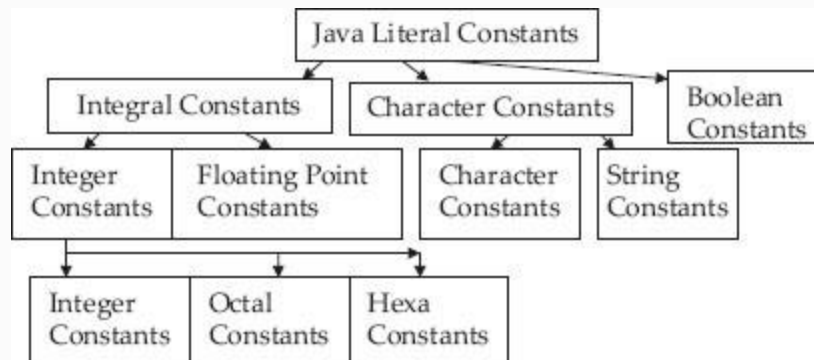 Java Literal Constants
Integral Constants
Character Constants
Boolean
Constants
Integer
Constants
Floating Point
Constants
Character
Constants
String
Constants
Integer
Constants
Octal
Constants
Hexa
Constants